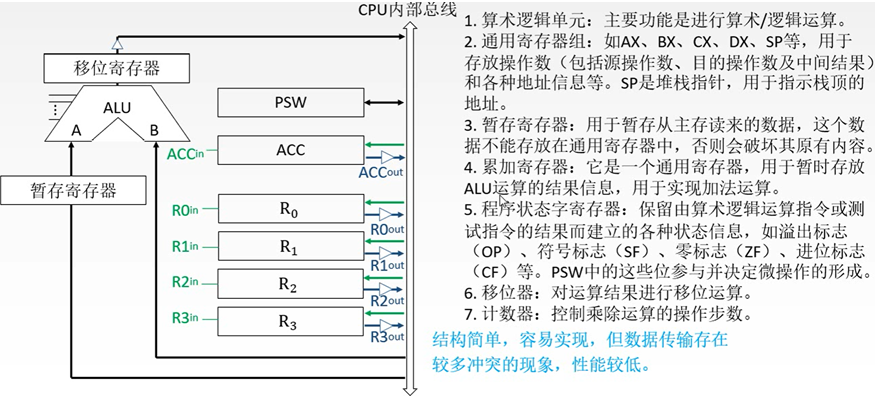 CPU内部总线
移位寄存器
ALU
A
B
暂存寄存器
PSW
ACCin
ACC
ACCout
R0in
R0
R0out
R1in
R1
R1out
R2in
R2
R2out
R3in
R3
R3out
1. 算术逻辑单元：主要功能是进行算术/逻辑运算。
2. 通用寄存器组：如AX、BX、CX、DX、SP等，用于
存放操作数（包括源操作数、目的操作数及中间结果）
和各种地址信息等。SP是堆栈指针，用于指示栈顶的
地址。
3. 暂存寄存器：用于暂存从主存读来的数据，这个数
据不能存放在通用寄存器中，否则会破坏其原有内容。
4. 累加寄存器：它是一个通用寄存器，用于暂时存放
ALU运算的结果信息，用于实现加法运算。
5. 程序状态字寄存器：保留由算术逻辑运算指令或测
试指令的结果而建立的各种状态信息，如溢出标志
（OP）、符号标志（SF）、零标志（ZF）、进位标志
（CF）等。PSW中的这些位参与并决定微操作的形成。
6. 移位器：对运算结果进行移位运算。
7. 计数器：控制乘除运算的操作步数。
结构简单，容易实现，但数据传输存在
较多冲突的现象，性能较低。